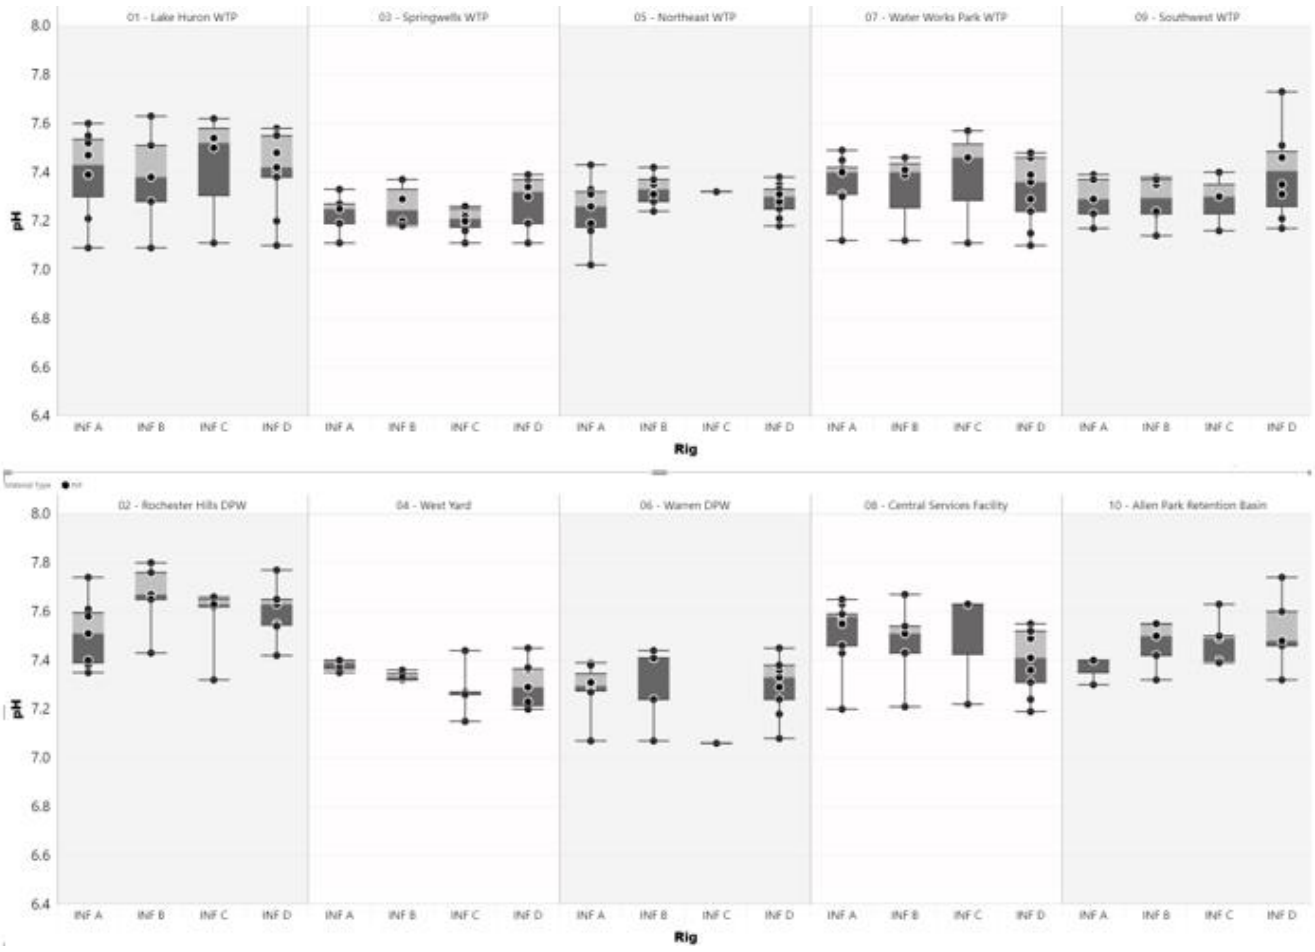 01 - Lake Huron WTP 03 - Springwells WTP 05 - Northeast WTP 07 - Water Works Park WTP 09 - Southwest WTP
8.0
7.8
7.6
7.4
7.2
7.0
6.8
6.6
6.4
pH
INF A INF B INF C INF D INF A INF B INF C INF D INF A INF B INF C INF D INF A INF B INF C INF D INF A INF B INF C INF D
Rig
Material Type INF
02 - Rochester Hills DPW 04 - West Yard 06 - Warren DPW 08 - Central Services Facility 10 - Allen Park Retention Basin
8.0
7.8
7.6
7.4
7.2
7.0
6.8
6.6
6.4
pH
INF A INF B INF C INF D INF A INF B INF C INF D INF A INF B INF C INF D INF A INF B INF C INF D INF A INF B INF C INF D
Rig